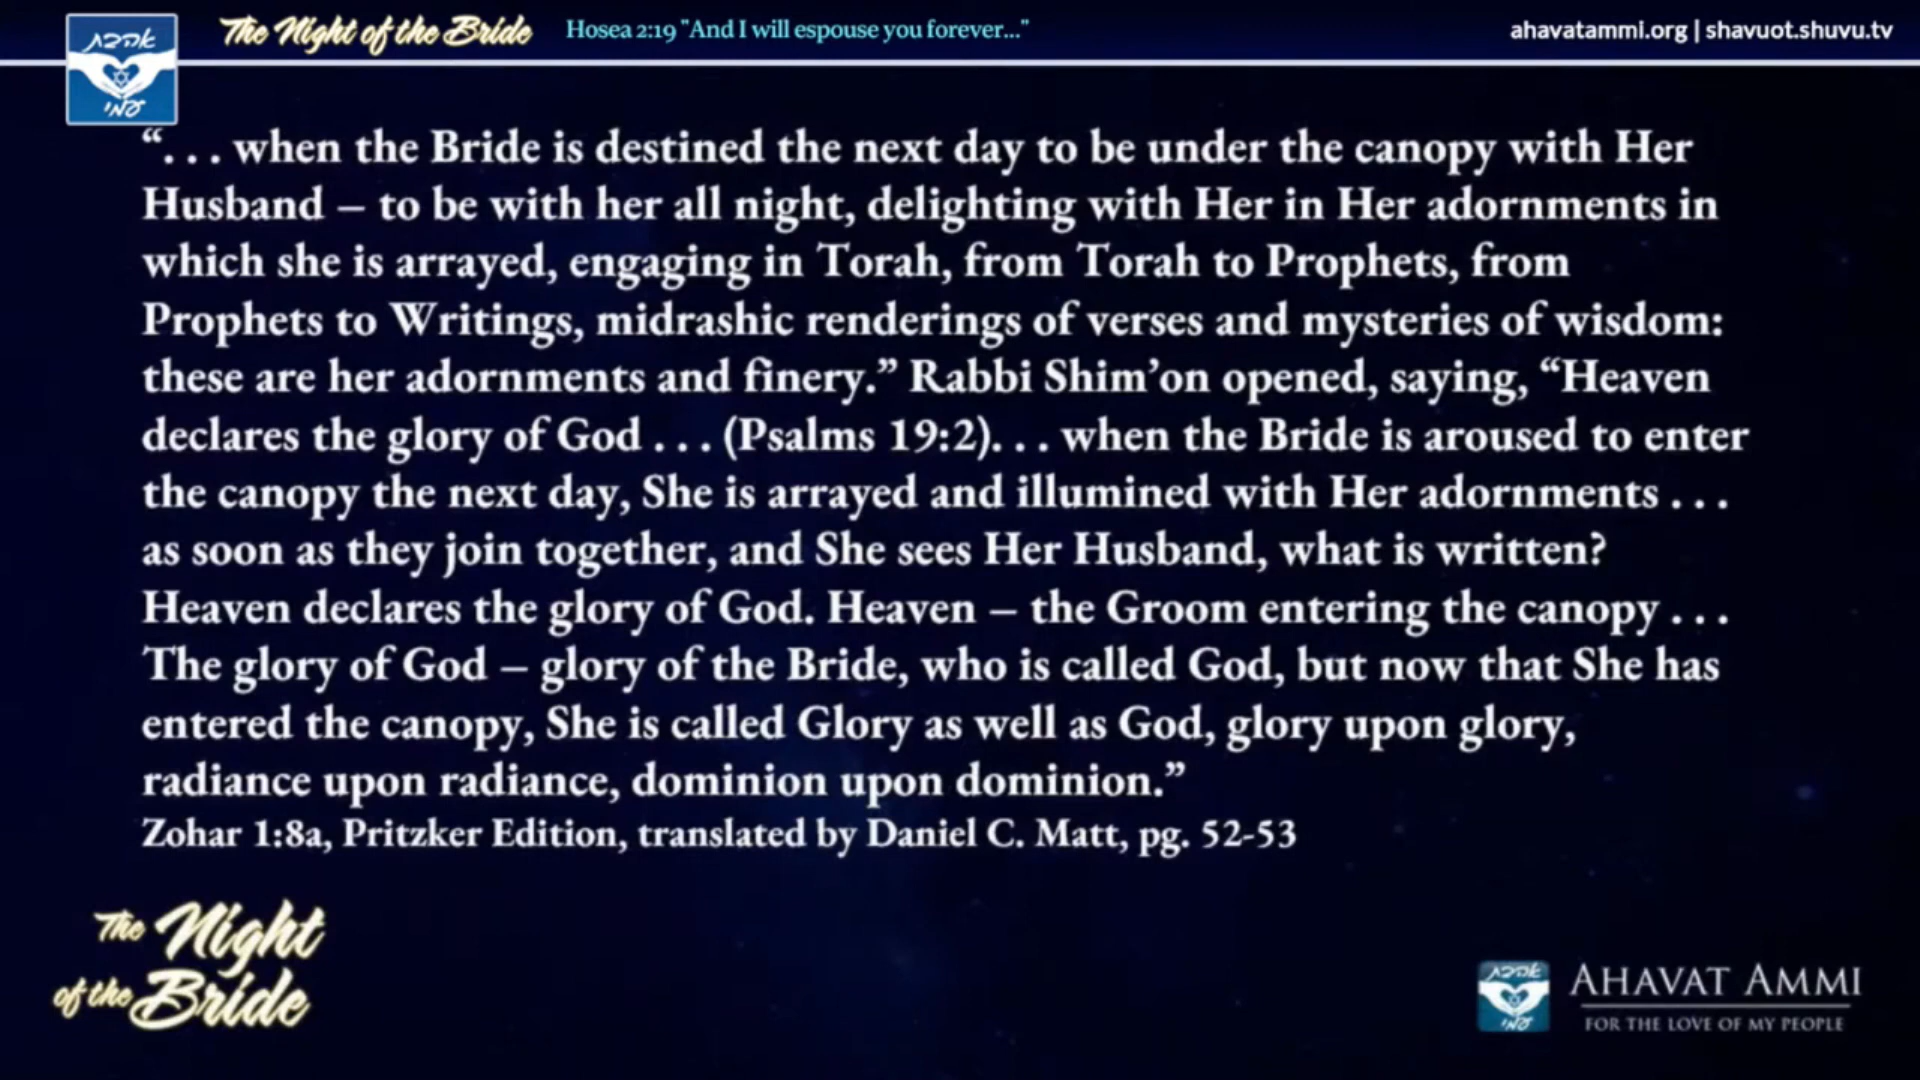 אהבת
עמי
The Night of the Bride
Hosea 2:19 "And I will espouse you forever..."
ahavatammi.org | shavuot.shuvu.tv
“. . . when the Bride is destined the next day to be under the canopy with Her
Husband – to be with her all night, delighting with Her in Her adornments in
which she is arrayed, engaging in Torah, from Torah to Prophets, from
Prophets to Writings, midrashic renderings of verses and mysteries of wisdom:
these are her adornments and finery.” Rabbi Shim’on opened, saying, “Heaven
declares the glory of God . . . (Psalms 19:2). . . when the Bride is aroused to enter
the canopy the next day, She is arrayed and illumined with Her adornments . . .
as soon as they join together, and She sees Her Husband, what is written?
Heaven declares the glory of God. Heaven – the Groom entering the canopy . . .
The glory of God – glory of the Bride, who is called God, but now that She has
entered the canopy, She is called Glory as well as God, glory upon glory,
radiance upon radiance, dominion upon dominion.”
Zohar 1:8a, Pritzker Edition, translated by Daniel C. Matt, pg. 52-53
The Night
of the Bride
אהבת
עמי
AHAVAT AMMI
FOR THE LOVE OF MY PEOPLE